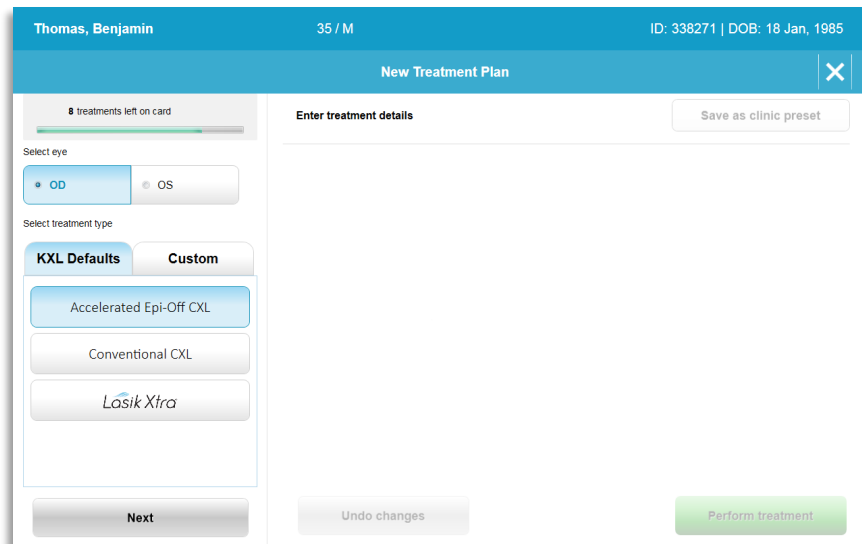 Thomas, Benjamin 35 / M ID: 338271 | DOB: 18 Jan, 1985
New Treatment Plan
8 treatments left on card
Enter treatment details
Save as clinic preset
Select eye
OD
OS
Select treatment type
KXL Defaults
Custom
Accelerated Epi-Off CXL
Conventional CXL
Lasik Xtra
Next
Undo changes
Perform treatment